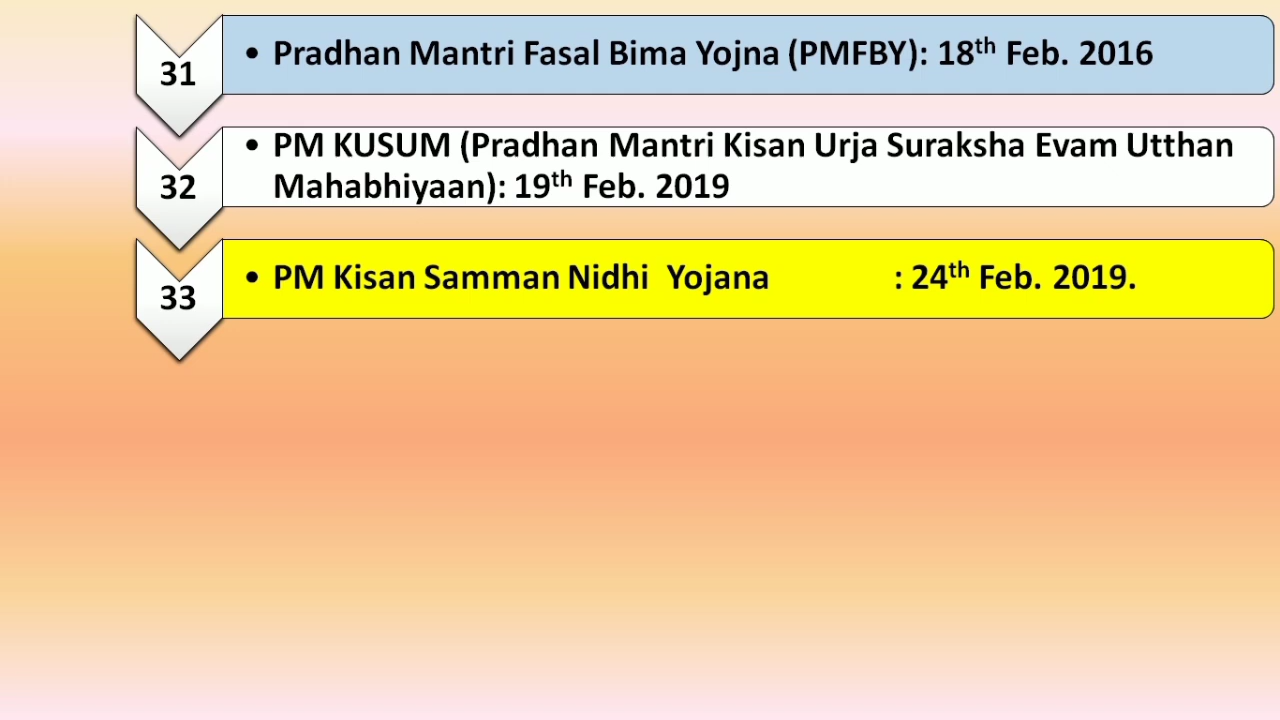 31
• Pradhan Mantri Fasal Bima Yojna (PMFBY): 18th Feb. 2016
32
• PM KUSUM (Pradhan Mantri Kisan Urja Suraksha Evam Utthan
Mahabhiyaan): 19th Feb. 2019
33
• PM Kisan Samman Nidhi Yojana : 24th Feb. 2019.